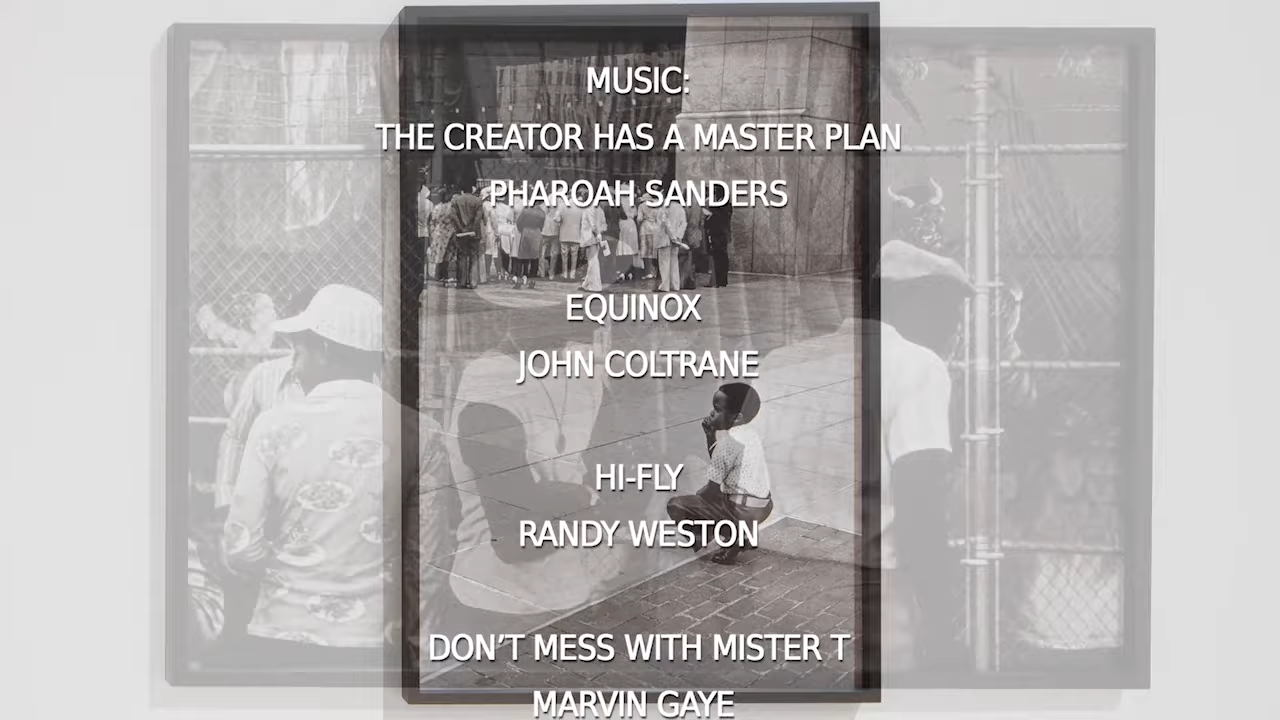 MUSIC:
THE CREATOR HAS A MASTER PLAN
PHAROAH SANDERS
EQUINOX
JOHN COLTRANE
HI-FLY
RANDY WESTON
DON’T MESS WITH MISTER T
MARVIN GAYE